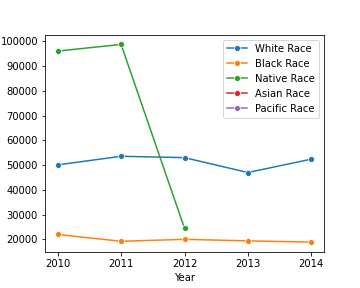 100000
90000
80000
70000
60000
50000
40000
30000
20000
2010 2011 2012 2013 2014
Year
White Race
Black Race
Native Race
Asian Race
Pacific Race